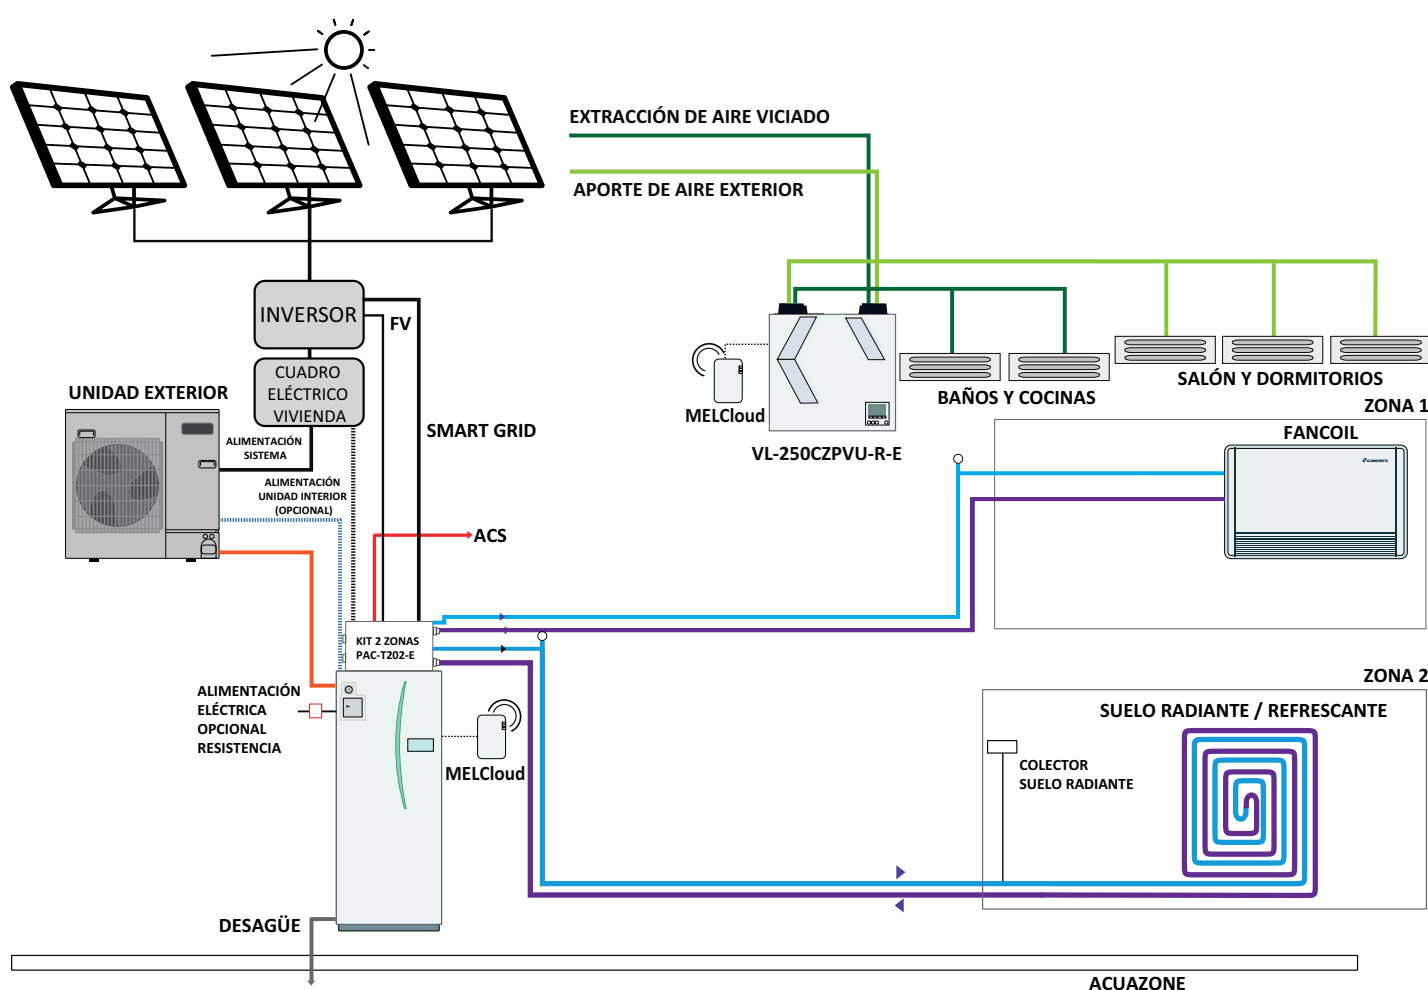 EXTRACCIÓN DE AIRE VICIADO
APORTE DE AIRE EXTERIOR
INVERSOR
FV
CUADRO
ELÉCTRICO
VIVIENDA
UNIDAD EXTERIOR
ALIMENTACIÓN
SISTEMA
SMART GRID
ALIMENTACIÓN
UNIDAD INTERIOR
(OPCIONAL)
ACS
MELCloud
VL-250CZPVU-R-E
BAÑOS Y COCINAS
SALÓN Y DORMITORIOS
ZONA 1
FANCOIL
KIT 2 ZONAS
PAC-T202-E
ALIMENTACIÓN
ELÉCTRICA
OPCIONAL
RESISTENCIA
MELCloud
ZONA 2
SUELO RADIANTE / REFRESCANTE
COLECTOR
SUELO RADIANTE
DESAGÜE
ACUAZONE